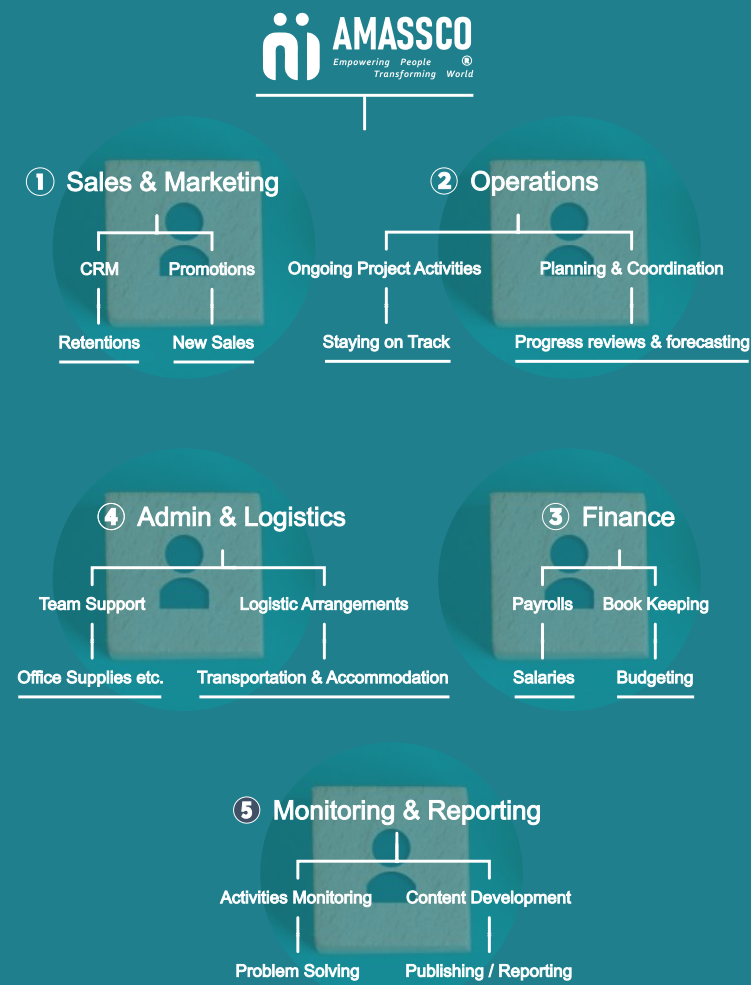 AMASSCO
Empowering People ®
Transforming World
1 Sales & Marketing
CRM Promotions
Retentions New Sales
2 Operations
Ongoing Project Activities Planning & Coordination
Staying on Track Progress reviews & forecasting
4 Admin & Logistics
Team Support Logistic Arrangements
Office Supplies etc. Transportation & Accommodation
3 Finance
Payrolls Book Keeping
Salaries Budgeting
5 Monitoring & Reporting
Activities Monitoring Content Development
Problem Solving Publishing / Reporting